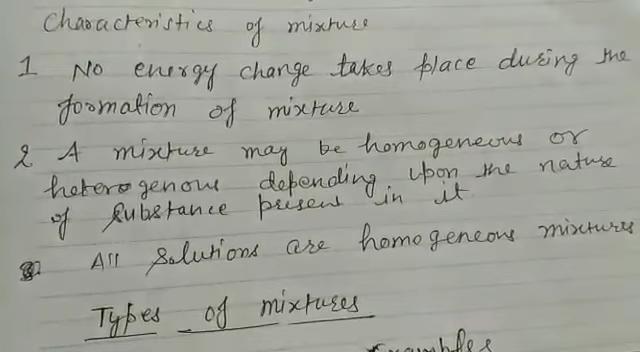 Characteristics of mixture
1 No energy change takes place during the
formation of mixture
2 A mixture may be homogeneous or
heterogenous depending upon the nature
of substance present in it
All solutions are homogeneous mixtures
Types of mixtures
Examples